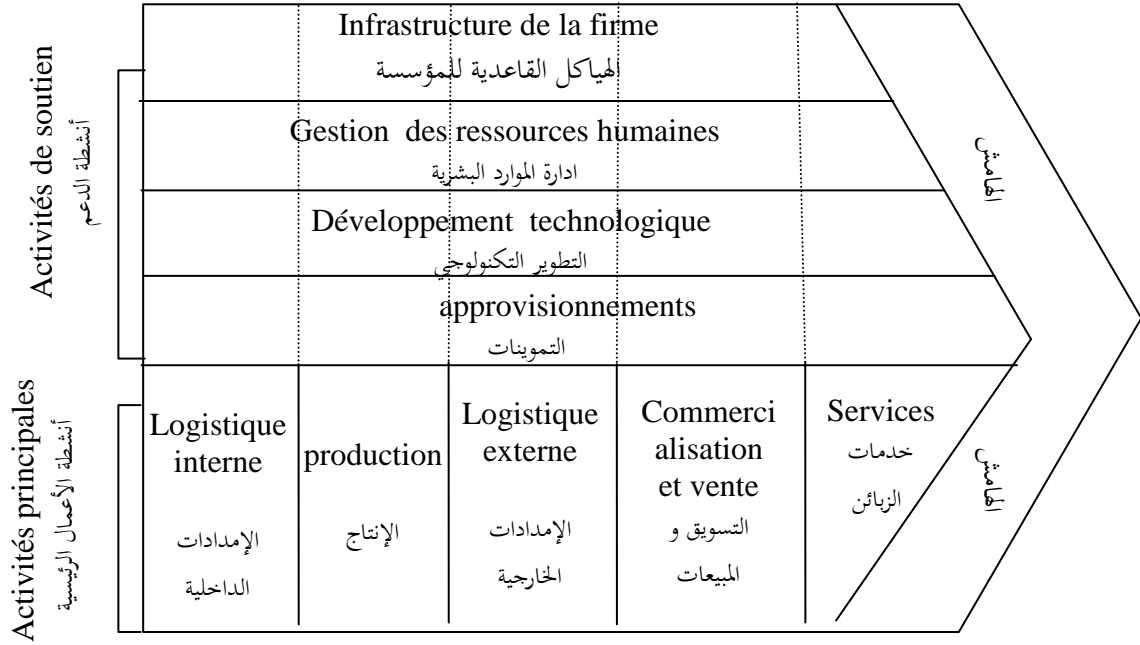 Infrastructure de la firme
الهياكل القاعدية للمؤسسة
Gestion des ressources humaines
ادارة الموارد البشرية
Développement technologique
التطوير التكنولوجي
approvisionnements
التموينات
Activités de soutien
أنشطة الدعم
الهامش
Activités principales
أنشطة الأعمال الرئيسية
Logistique
interne
الإمدادات
الداخلية
production
الإنتاج
Logistique
externe
الإمدادات
الخارجية
Commerci
alisation
et vente
التسويق و
المبيعات
Services
خدمات
الزبائن
الهامش